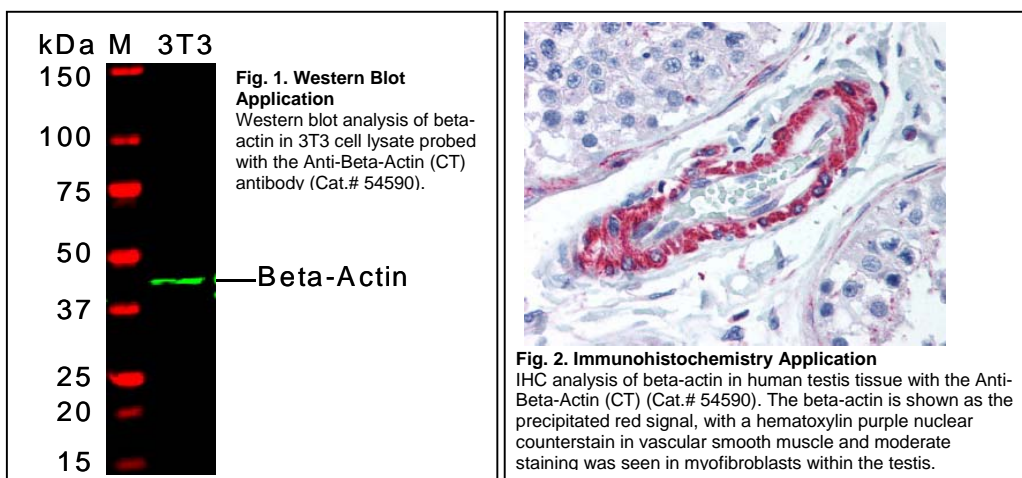 kDa M 3T3
150
100
75
50
37
25
20
15
Beta-Actin
Fig. 1. Western Blot
Application
Western blot analysis of beta-
actin in 3T3 cell lysate probed
with the Anti-Beta-Actin (CT)
antibody (Cat.# 54590).
Fig. 2. Immunohistochemistry Application
IHC analysis of beta-actin in human testis tissue with the Anti-
Beta-Actin (CT) (Cat.# 54590). The beta-actin is shown as the
precipitated red signal, with a hematoxylin purple nuclear
counterstain in vascular smooth muscle and moderate
staining was seen in myofibroblasts within the testis.